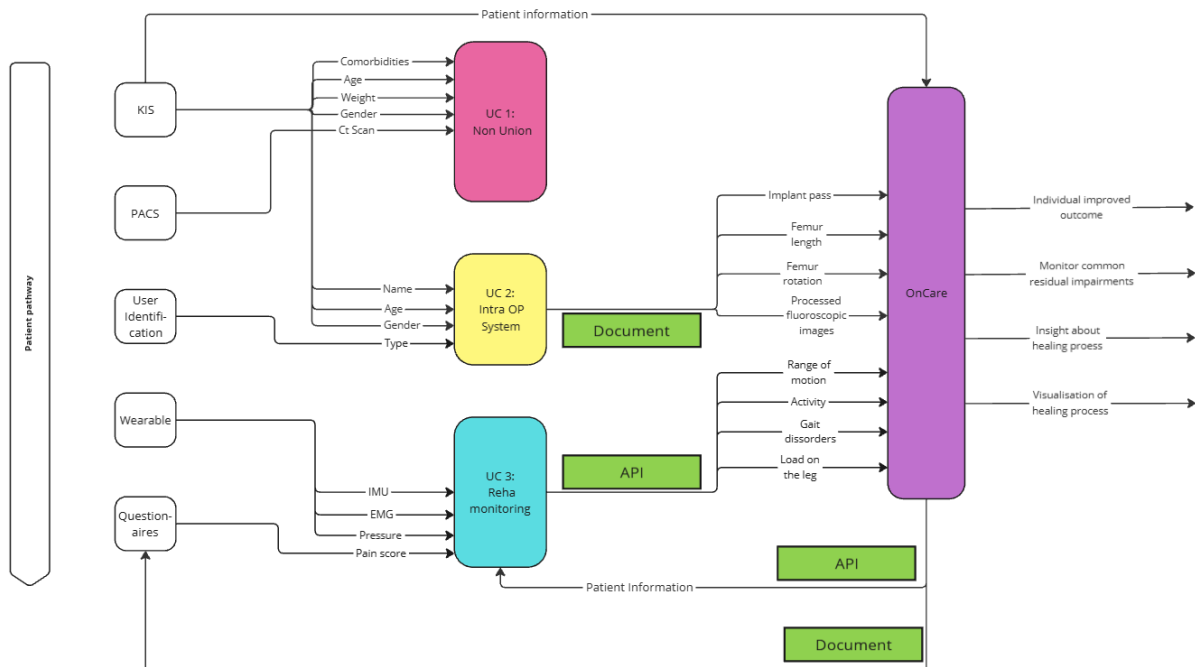 Patient information
Patient pathway
KIS
Comorbidities
Age
Weight
Gender
Ct Scan
UC 1:
Non Union
PACS
User
Identifi-
cation
Name
Age
Gender
Type
UC 2:
Intra OP
System
Document
Implant pass
Femur
length
Femur
rotation
Processed
fluoroscopic
images
OnCare
Individual improved
outcome
Monitor common
residual impairments
Insight about
healing proess
Visualisation of
healing process
Wearable
Question-
aires
IMU
EMG
Pressure
Pain score
UC 3:
Reha
monitoring
API
Range of
motion
Activity
Gait
dissorders
Load on
the leg
API
Patient Information
Document